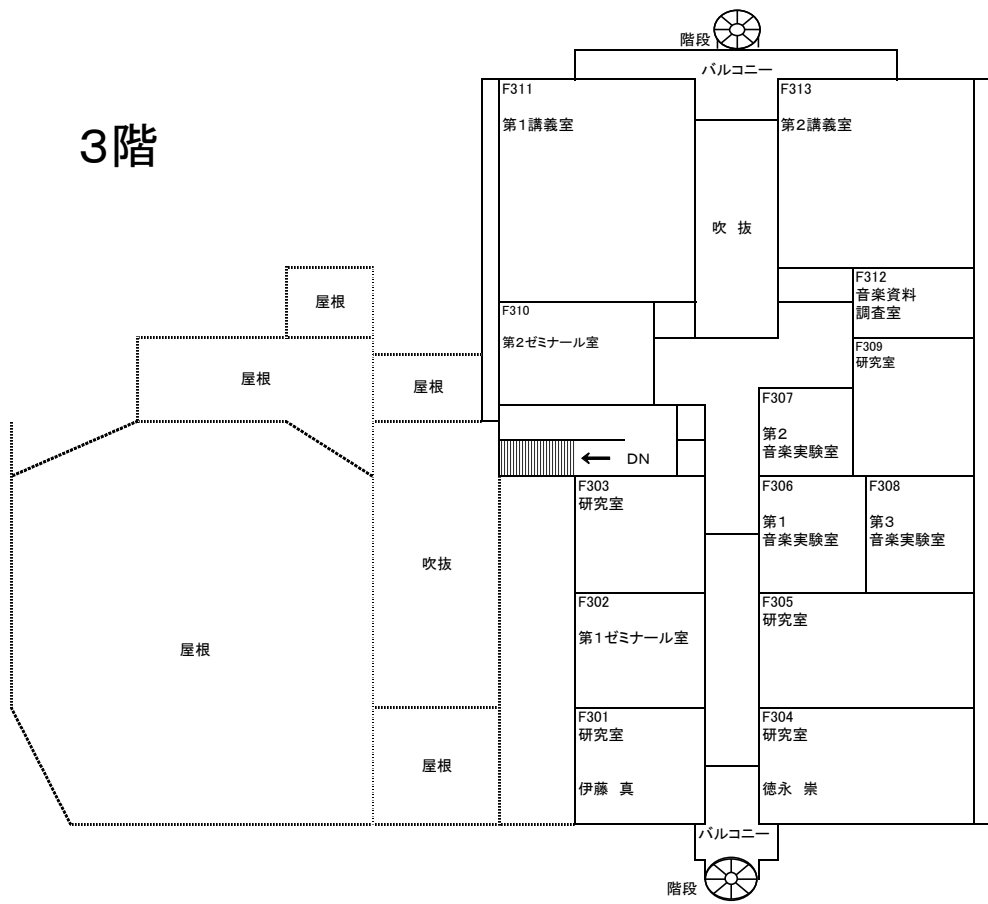 階段
バルコニー
3階
F311
第1講義室
F313
第2講義室
吹 抜
F312
音楽資料
調査室
屋根
F310
第2ゼミナール室
F309
研究室
屋根
屋根
F307
第2
音楽実験室
DN
F303
研究室
F306
第1
音楽実験室
F308
第3
音楽実験室
吹抜
F302
第1ゼミナール室
F305
研究室
屋根
F301
研究室
伊藤 真
F304
研究室
徳永 崇
屋根
バルコニー
階段